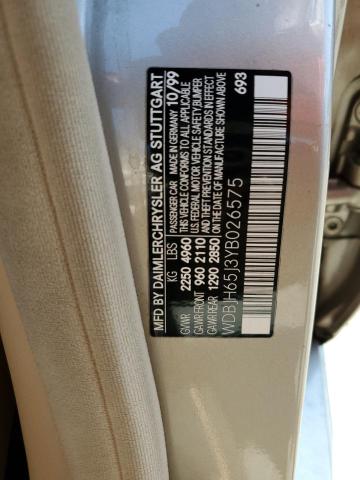 MFD BY DAIMLERCHRYSLER AG STUTTGART
PASSENGER CAR MADE IN GERMANY 10/99
THIS VEHICLE CONFORMS TO ALL APPLICABLE
U.S. FEDERAL MOTOR VEHICLE SAFETY,BUMPER
AND THEFT PREVENTION STANDARDS IN EFFECT
ON THE DATE OF MANUFACTURE SHOWN ABOVE.
KG LBS
GVWR 2250 4960
GAWR FRONT 960 2110
GAWR REAR 1290 2850
693
WDBJH65J3YB026575